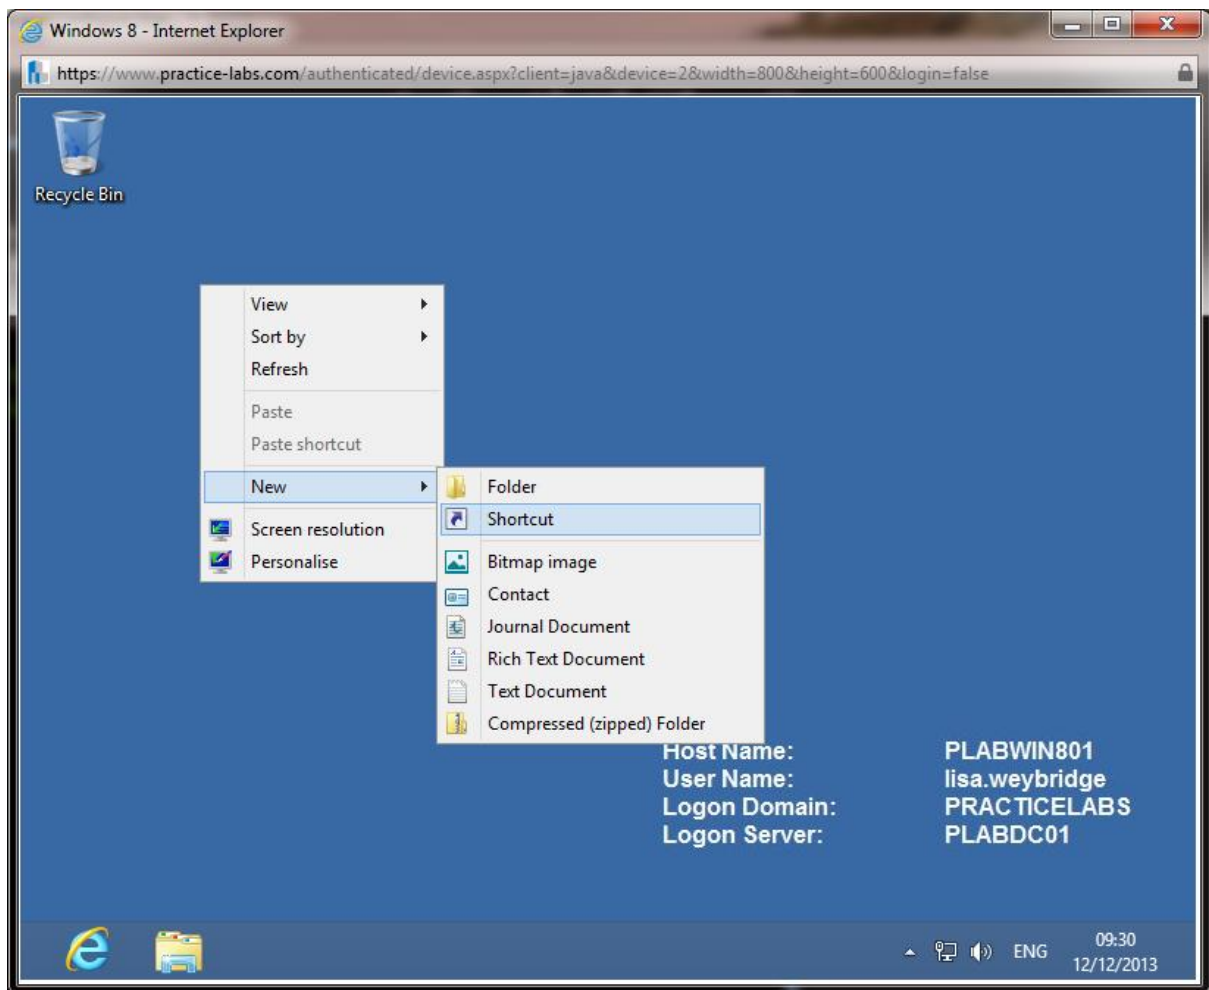 Windows 8 - Internet Explorer
https://www.practice-labs.com/authenticated/device.aspx?client=java&device=2&width=800&height=600&login=false
Recycle Bin
View
Sort by
Refresh
Paste
Paste shortcut
New
Screen resolution
Personalise
Folder
Shortcut
Bitmap image
Contact
Journal Document
Rich Text Document
Text Document
Compressed (zipped) Folder
Host Name: PLABWIN801
User Name: lisa.weybridge
Logon Domain: PRACTICELABS
Logon Server: PLABDC01
ENG
09:30
12/12/2013